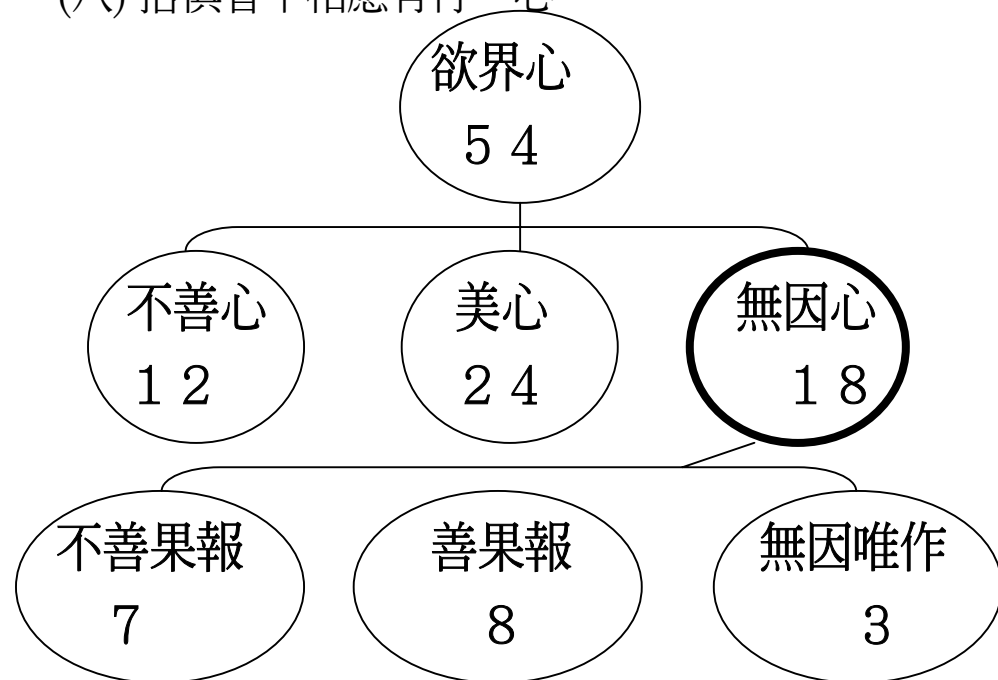 欲界心
５４
不善心
１２
美心
２４
無因心
１８
不善果報
７
善果報
８
無因唯作
３